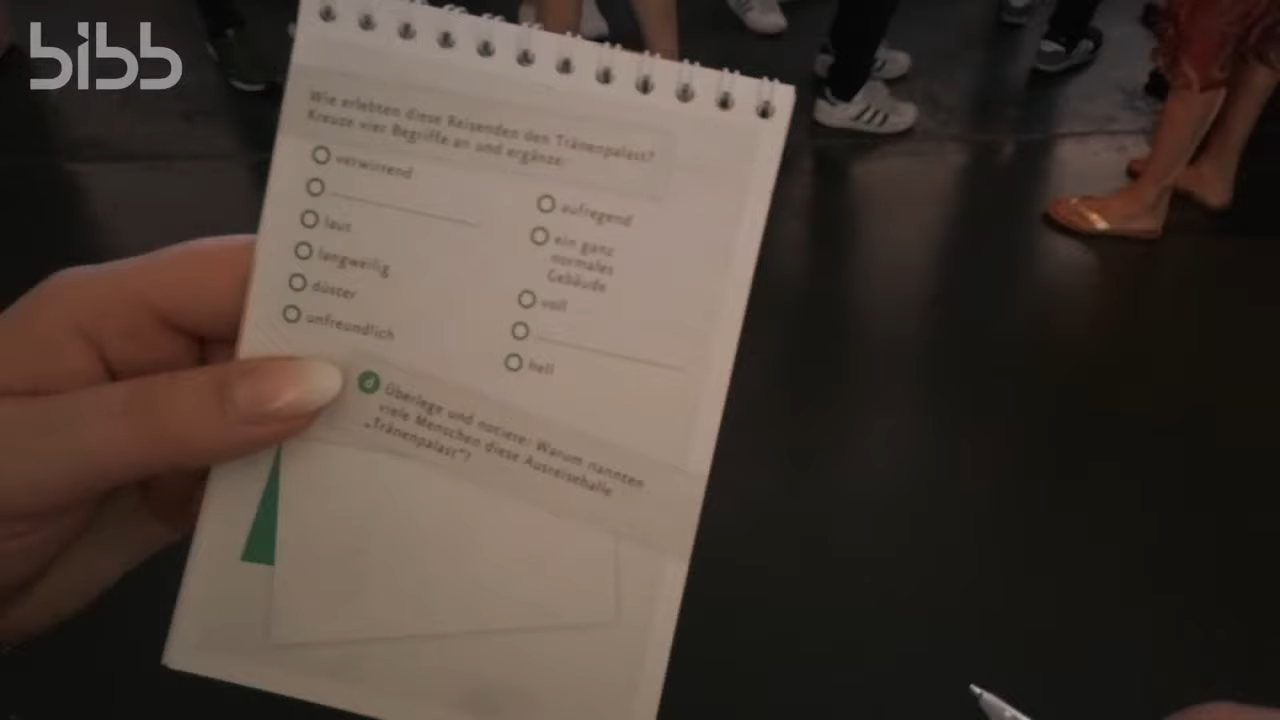 bibb
Wie erlebten diese Reisenden den Tränenpalast?
Kreuze vier Begriffe an und ergänze:
verwirrend
laut
langweilig
düster
unfreundlich
aufregend
ein ganz
normales
Gebäude
voll
hell
d Überlege und notiere: Warum nannten
viele Menschen diese Ausreisehalle
„Tränenpalast“?